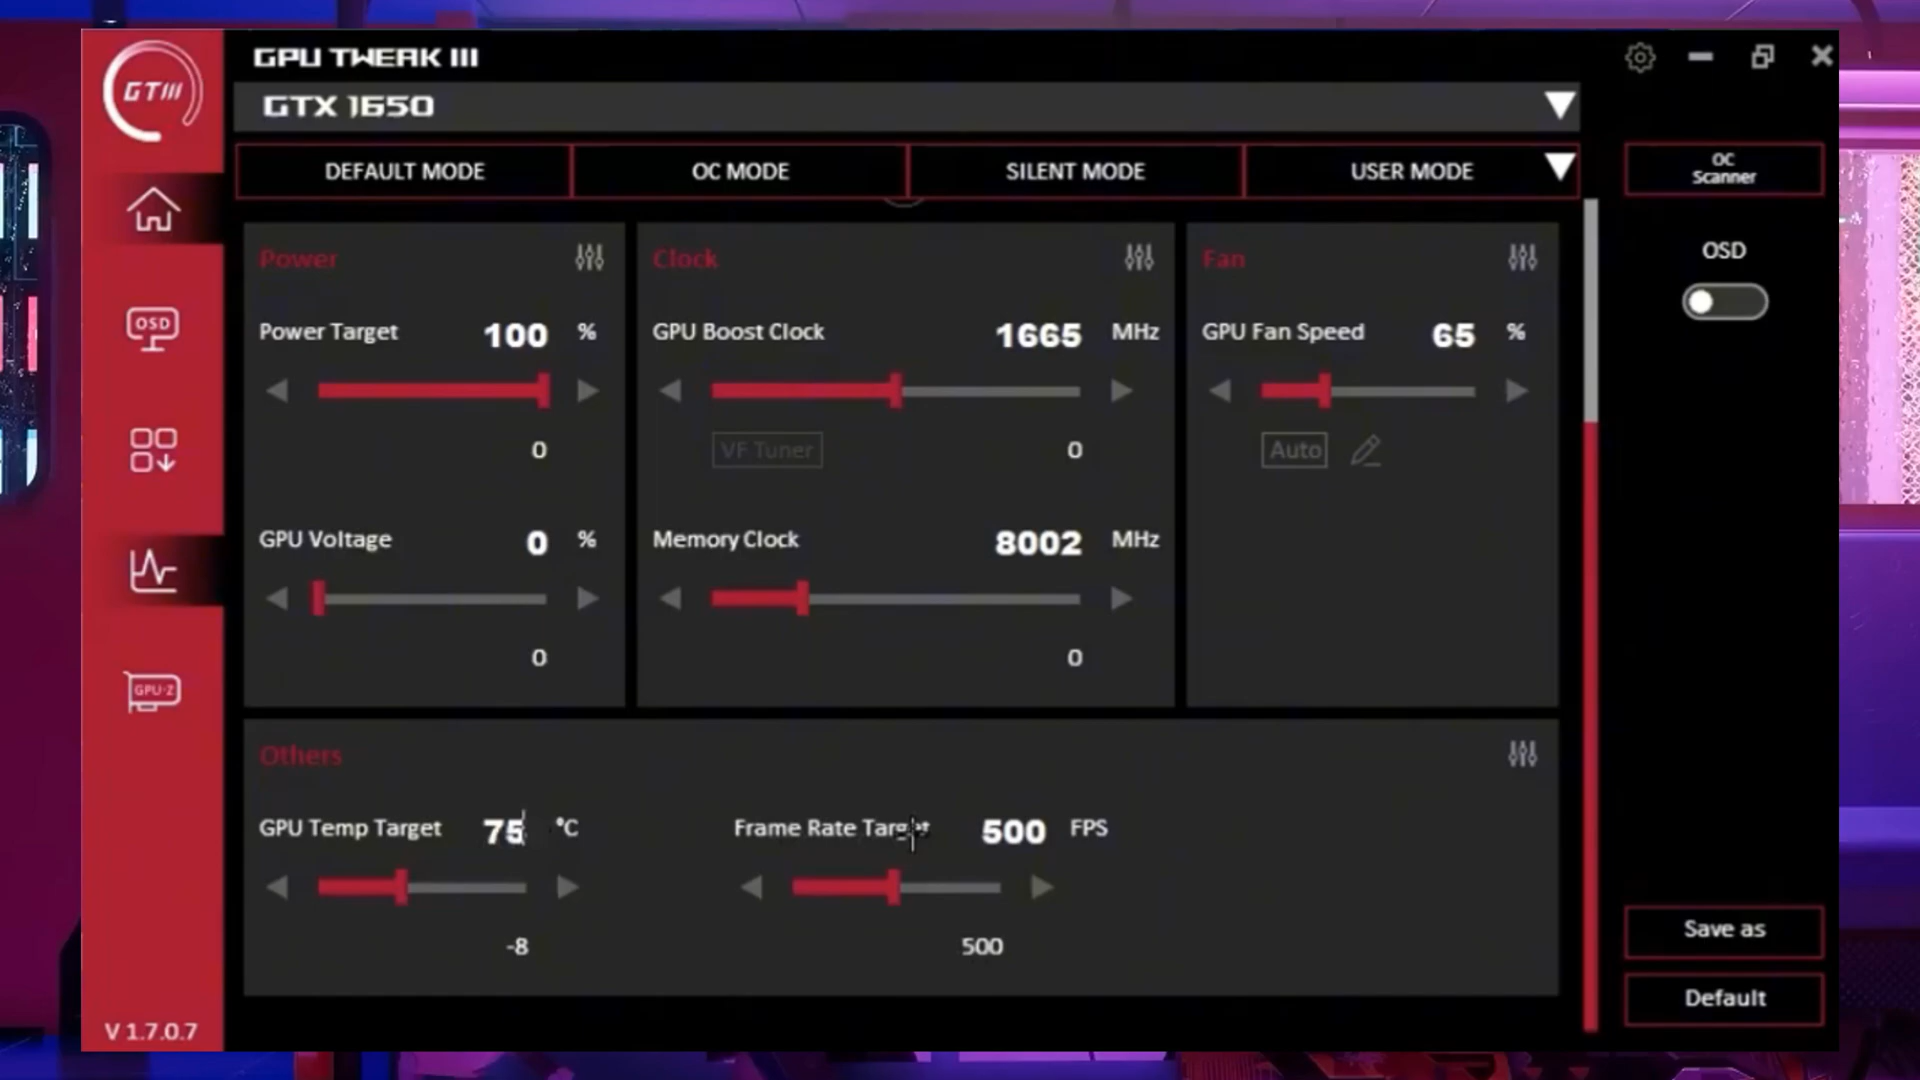 GTIII
GPU TWEAK III
GTX 1650
DEFAULT MODE
OC MODE
SILENT MODE
USER MODE
OC
Scanner
OSD
OSD
Power
Power Target 100 %
0
GPU Voltage 0 %
0
Clock
GPU Boost Clock 1665 MHz
VF Tuner 0
Memory Clock 8002 MHz
0
Fan
GPU Fan Speed 65 %
Auto
GPU-Z
Others
GPU Temp Target 75 °C
-8
Frame Rate Target 500 FPS
500
Save as
Default
V 1.7.0.7